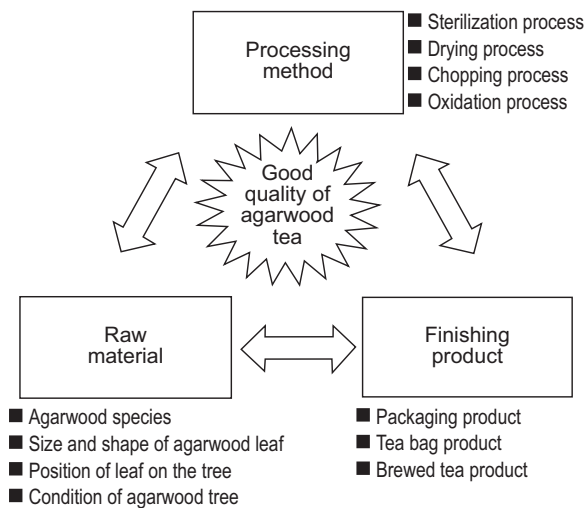 Processing
method
■ Sterilization process
■ Drying process
■ Chopping process
■ Oxidation process
Good
quality of
agarwood
tea
Raw
material
■ Agarwood species
■ Size and shape of agarwood leaf
■ Position of leaf on the tree
■ Condition of agarwood tree
Finishing
product
■ Packaging product
■ Tea bag product
■ Brewed tea product